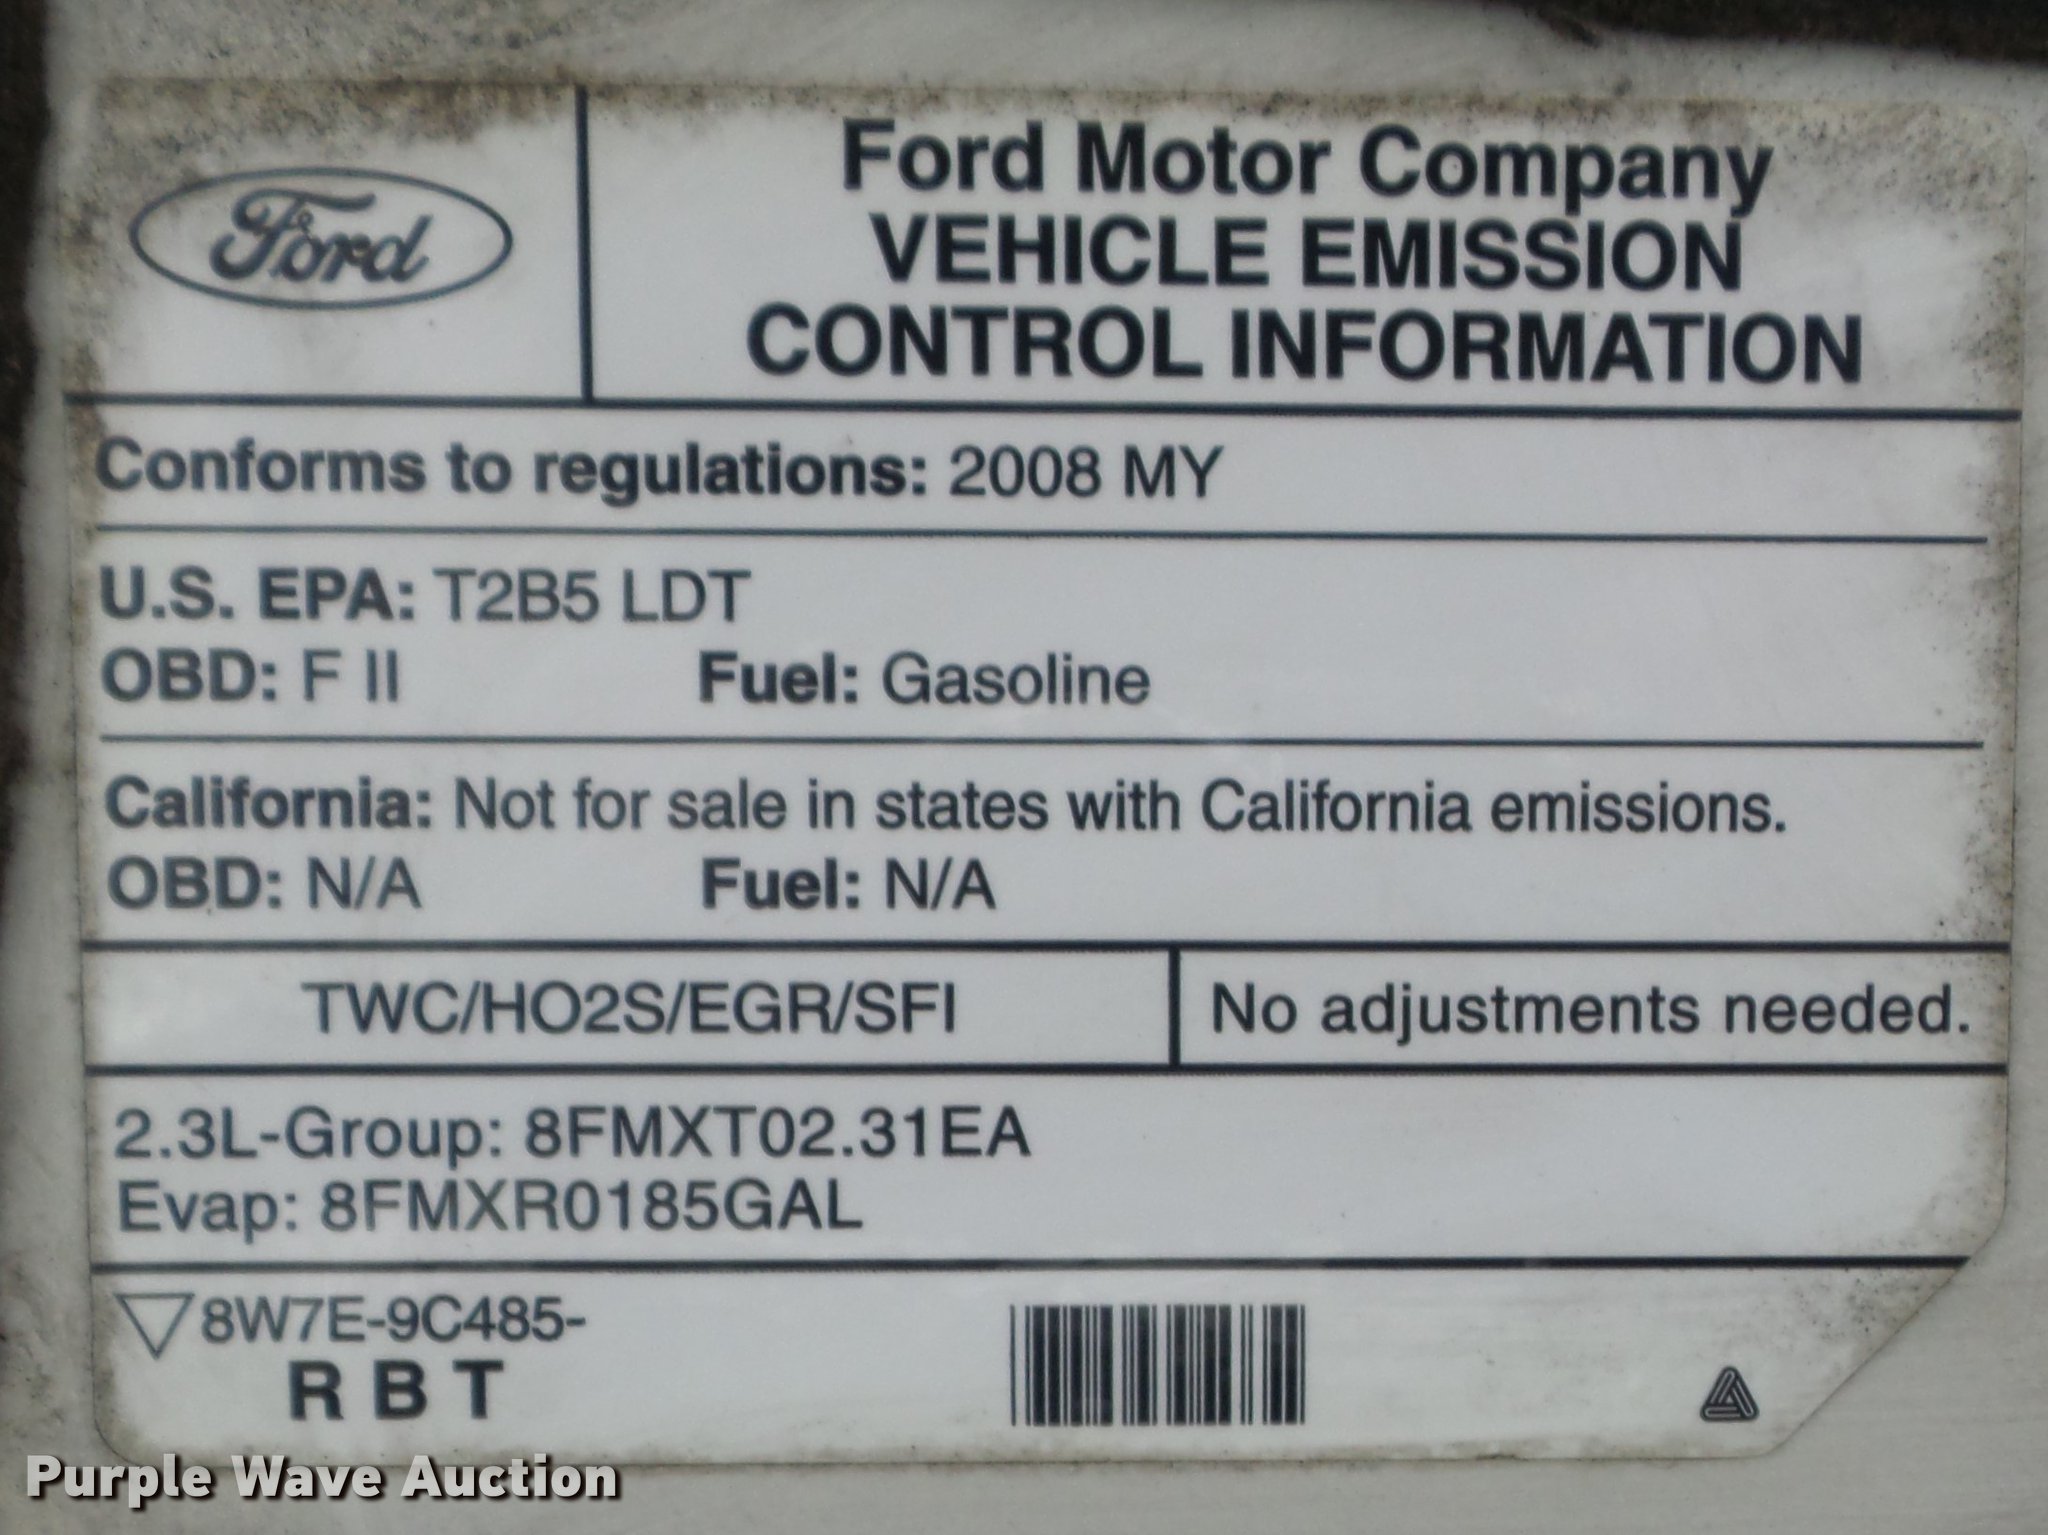 Ford
Ford Motor Company
VEHICLE EMISSION
CONTROL INFORMATION
Conforms to regulations: 2008 MY
U.S. EPA: T2B5 LDT
OBD: F II Fuel: Gasoline
California: Not for sale in states with California emissions.
OBD: N/A Fuel: N/A
TWC/HO2S/EGR/SFI No adjustments needed.
2.3L-Group: 8FMXT02.31EA
Evap: 8FMXR0185GAL
8W7E-9C485-
R B T
Purple Wave Auction